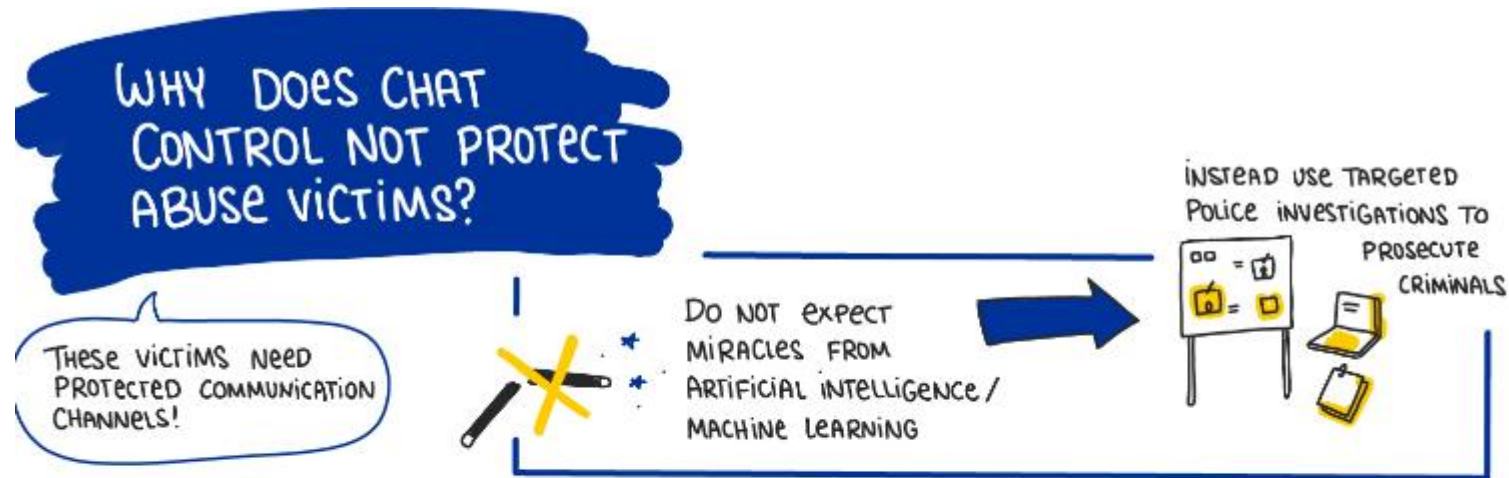 WHY DOES CHAT
CONTROL NOT PROTECT
ABUSE VICTIMS?
THESE VICTIMS NEED
PROTECTED COMMUNICATION
CHANNELS!
DO NOT EXPECT
MIRACLES FROM
ARTIFICIAL INTELLIGENCE/
MACHINE LEARNING
INSTEAD USE TARGETED
POLICE INVESTIGATIONS TO
PROSECUTE
CRIMINALS